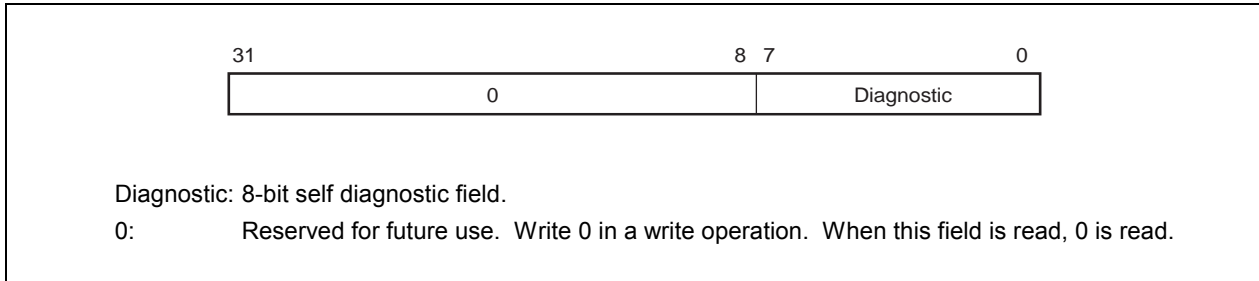 31 8 7 0
0 Diagnostic
Diagnostic: 8-bit self diagnostic field.
0: Reserved for future use. Write 0 in a write operation. When this field is read, 0 is read.